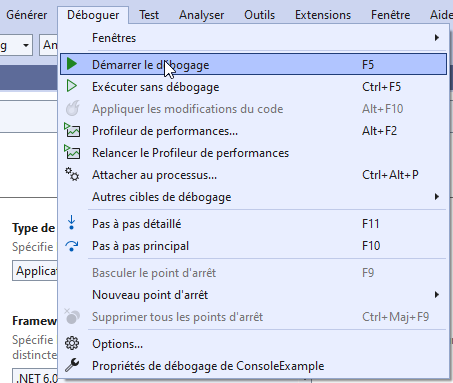 Générer Déboguer Test Analyser Outils Extensions Fenêtre Aide
g An
Fenêtres
Démarrer le débogage F5
Exécuter sans débogage Ctrl+F5
Appliquer les modifications du code Alt+F10
Profileur de performances... Alt+F2
Relancer le Profileur de performances
Attacher au processus... Ctrl+Alt+P
Autres cibles de débogage
Type de
Pas à pas détaillé F11
Spécifie
Pas à pas principal F10
Applicat
Basculer le point d'arrêt F9
Nouveau point d'arrêt
Framew
Supprimer tous les points d'arrêt Ctrl+Maj+F9
Spécifie
Options...
distincte
Propriétés de débogage de ConsoleExample
.NET 6.0